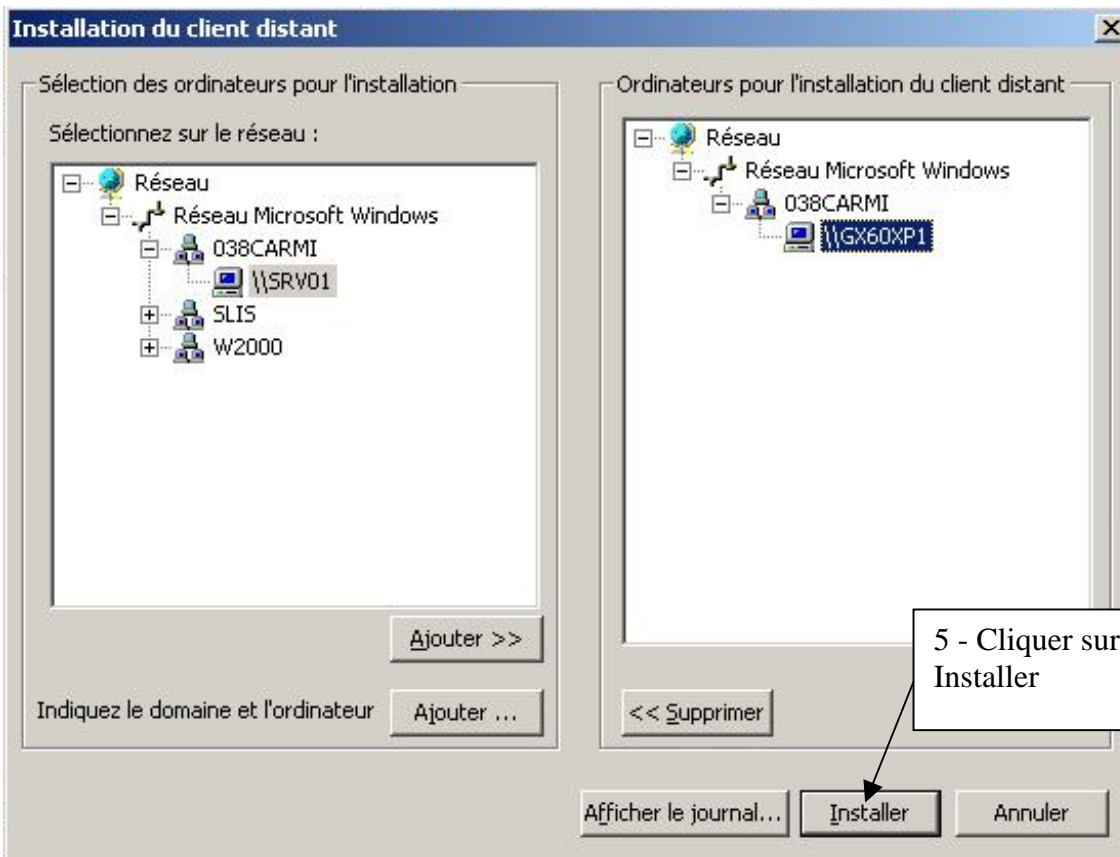 Installation du client distant
Sélection des ordinateurs pour l'installation
Sélectionnez sur le réseau :
Réseau
Réseau Microsoft Windows
038CARMI
\\SRV01
SLIS
W2000
Ajouter >>
Indiquez le domaine et l'ordinateur
Ajouter ...
Ordinateurs pour l'installation du client distant
Réseau
Réseau Microsoft Windows
038CARMI
\\GX60XP1
<< Supprimer
5 - Cliquer sur
Installer
Afficher le journal...
Installer
Annuler